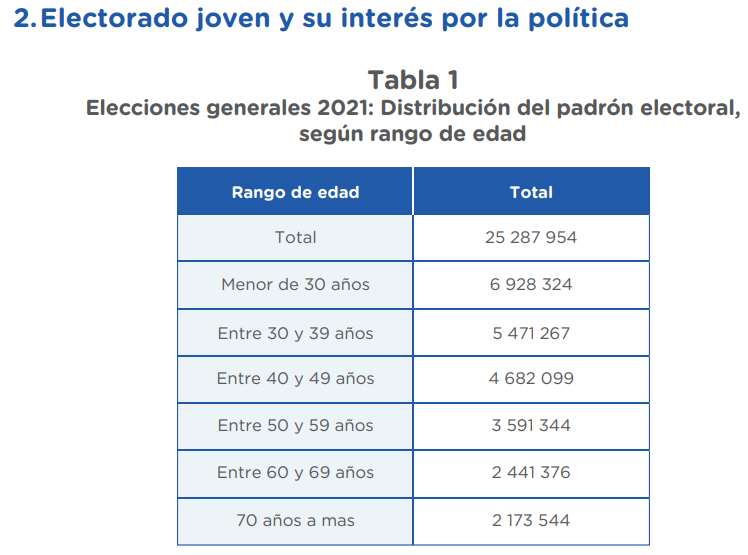 2. Electorado joven y su interés por la política
Tabla 1
Elecciones generales 2021: Distribución del padrón electoral,
según rango de edad
Rango de edad Total
Total 25 287 954
Menor de 30 años 6 928 324
Entre 30 y 39 años 5 471 267
Entre 40 y 49 años 4 682 099
Entre 50 y 59 años 3 591 344
Entre 60 y 69 años 2 441 376
70 años a mas 2 173 544